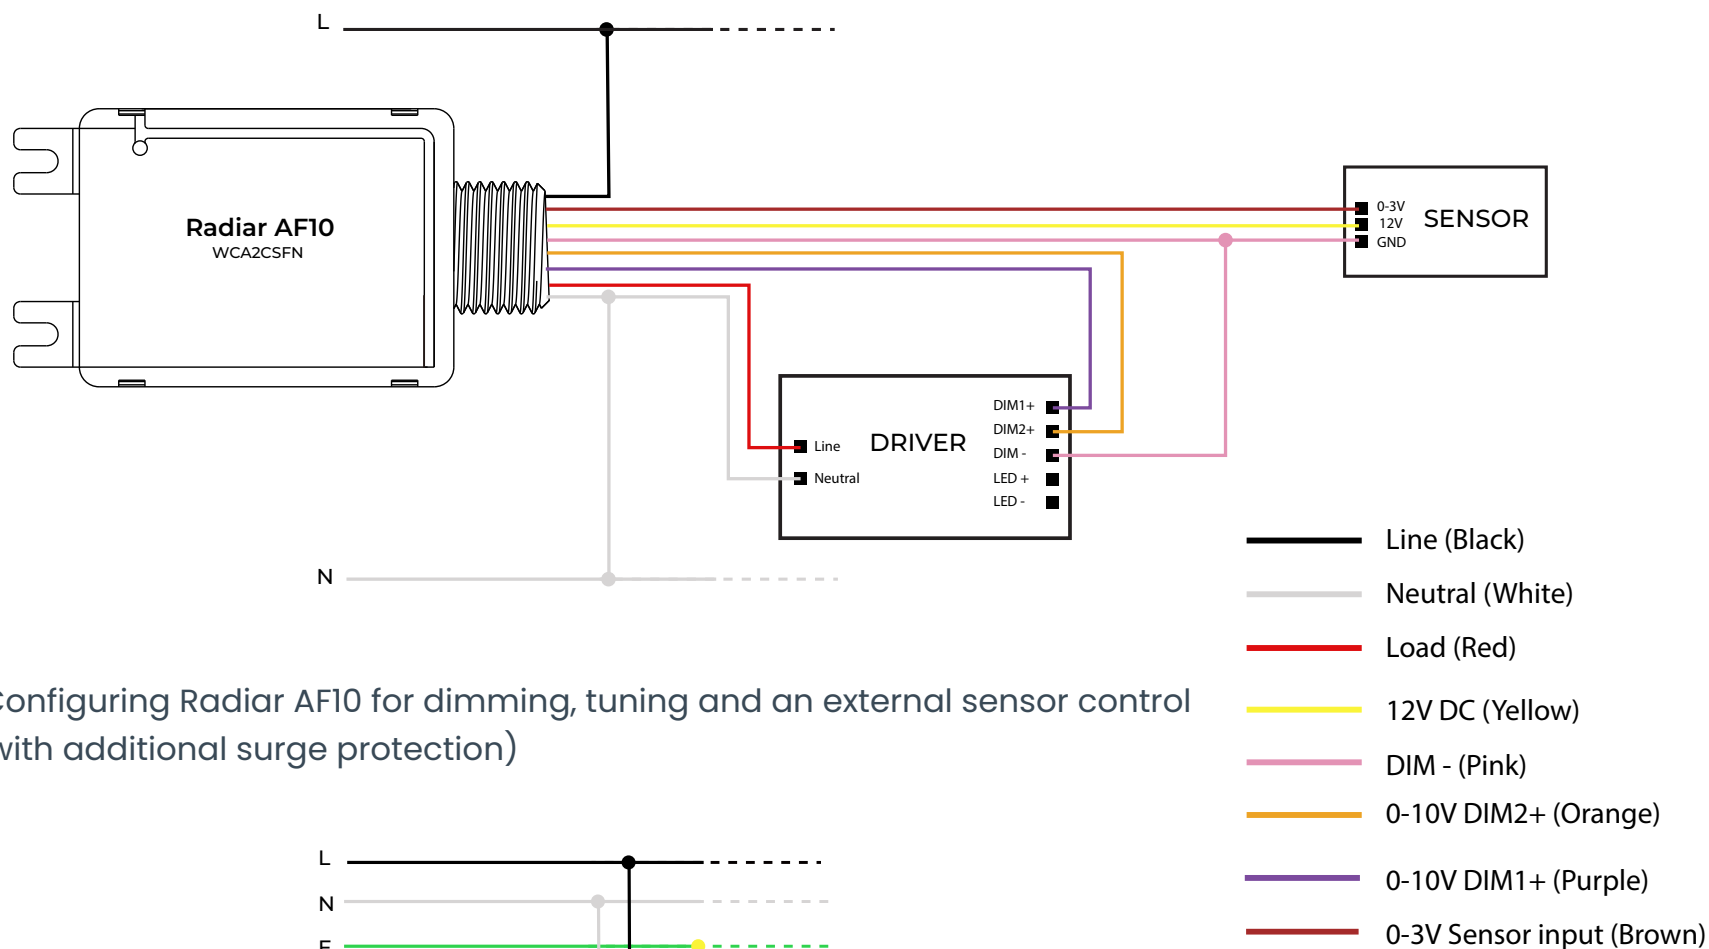 L
Radiar AF10
WCA2CSFN
0-3V
12V
GND
SENSOR
DIM1+
DIM2+
DIM -
LED +
LED -
Line
Neutral
DRIVER
N
Line (Black)
Neutral (White)
Load (Red)
12V DC (Yellow)
DIM - (Pink)
0-10V DIM2+ (Orange)
0-10V DIM1+ (Purple)
0-3V Sensor input (Brown)
Configuring Radiar AF10 for dimming, tuning and an external sensor control
with additional surge protection)
L
N